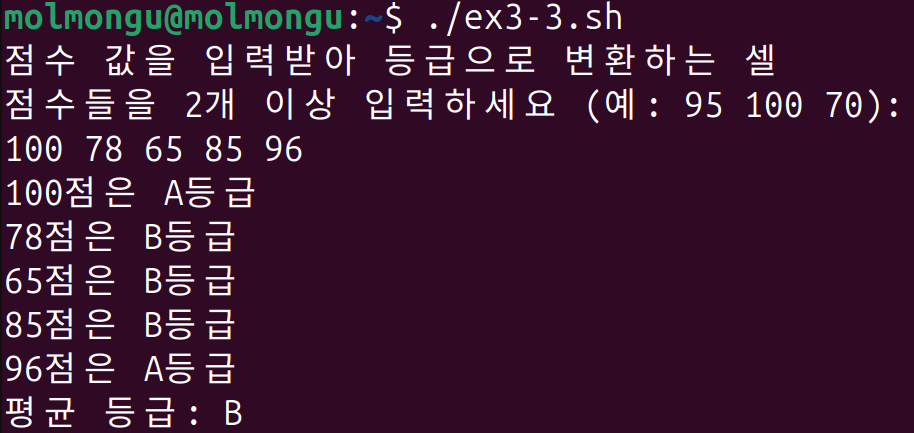 molmongu@molmongu:~$ ./ex3-3.sh
점수 값을 입력받아 등급으로 변환하는 셸
점수들을 2개 이상 입력하세요 (예: 95 100 70):
100 78 65 85 96
100점은 A등급
78점은 B등급
65점은 B등급
85점은 B등급
96점은 A등급
평균 등급: B